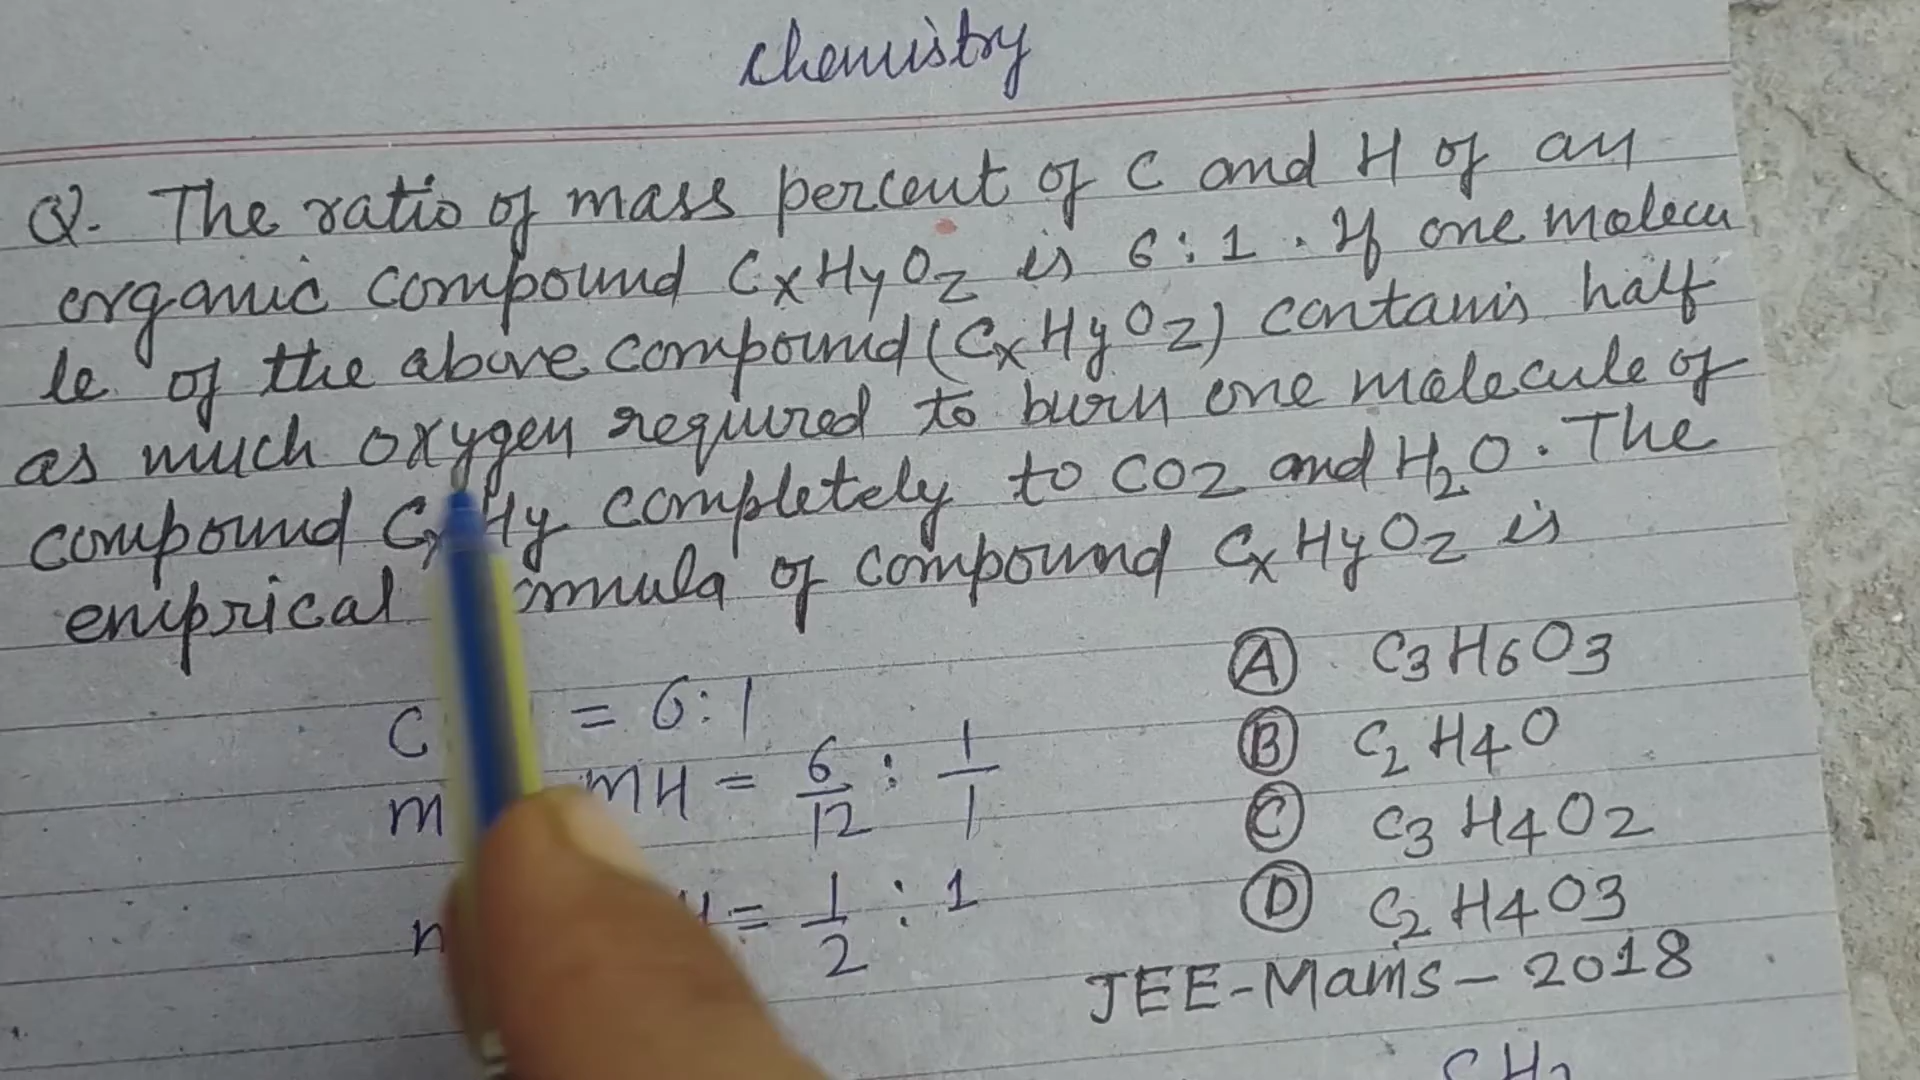 Chemistry
Q. The ratio of mass percent of C and H of an
organic compound CxHyOz is 6:1. If one molecu
le of the above compound (CxHyOz) contains half
as much oxygen required to burn one molecule of
compound CxHy completely to CO2 and H2O. The
emprical of compound CxHyOz is
C = 6:1
m MH = 6/12 : 1/1
n = 1/2 : 1
Ⓐ C3H6O3
Ⓑ C2H4O
Ⓒ C3H4O2
Ⓓ C2H4O3
JEE-Mains-2018
CH2